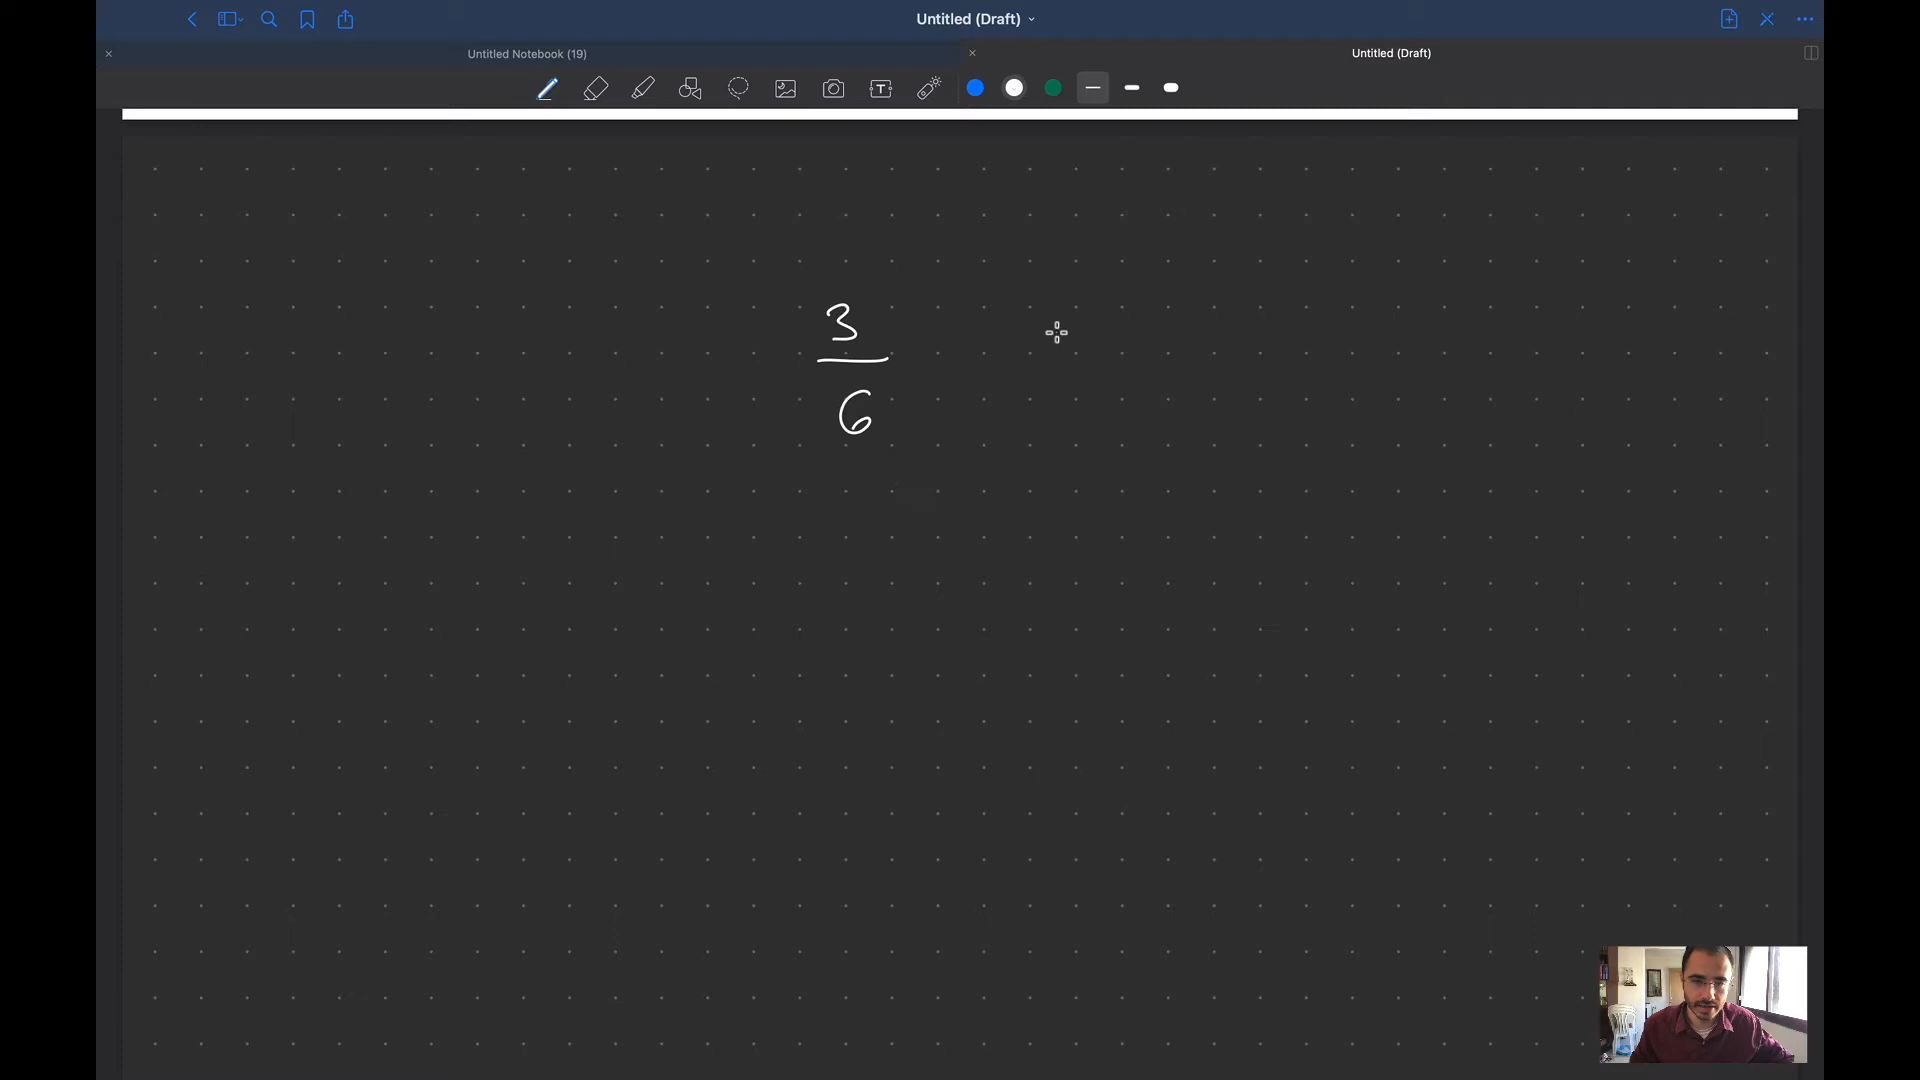 Untitled (Draft)
Untitled Notebook (19)
Untitled (Draft)
T
3
6